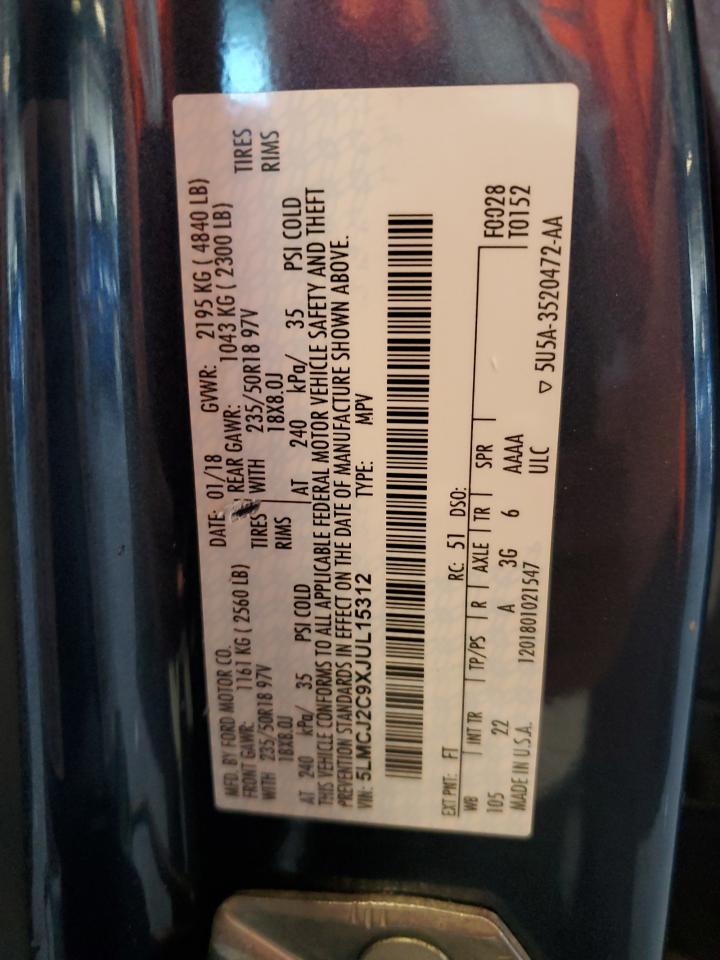 MFD. BY FORD MOTOR CO.
DATE: 01/18 GVWR: 2195 KG ( 4840 LB)
FRONT GAWR: 1161 KG ( 2560 LB) REAR GAWR: 1043 KG ( 2300 LB)
WITH 235/50R18 97V TIRES WITH 235/50R18 97V TIRES
18X8.0J RIMS 18X8.0J RIMS
AT 240 kPa/ 35 PSI COLD AT 240 kPa/ 35 PSI COLD
THIS VEHICLE CONFORMS TO ALL APPLICABLE FEDERAL MOTOR VEHICLE SAFETY AND THEFT
PREVENTION STANDARDS IN EFFECT ON THE DATE OF MANUFACTURE SHOWN ABOVE.
VIN: 5LMCJ2C9XJUL15312 TYPE: MPV
EXT PNT: FT RC: 51 DSO: F0028
WB INT TR TP/PS R AXLE TR SPR T0152
105 22 A 3G 6 AAAA
MADE IN U.S.A. 1201801021547 ULC ▽ 5U5A-3520472-AA